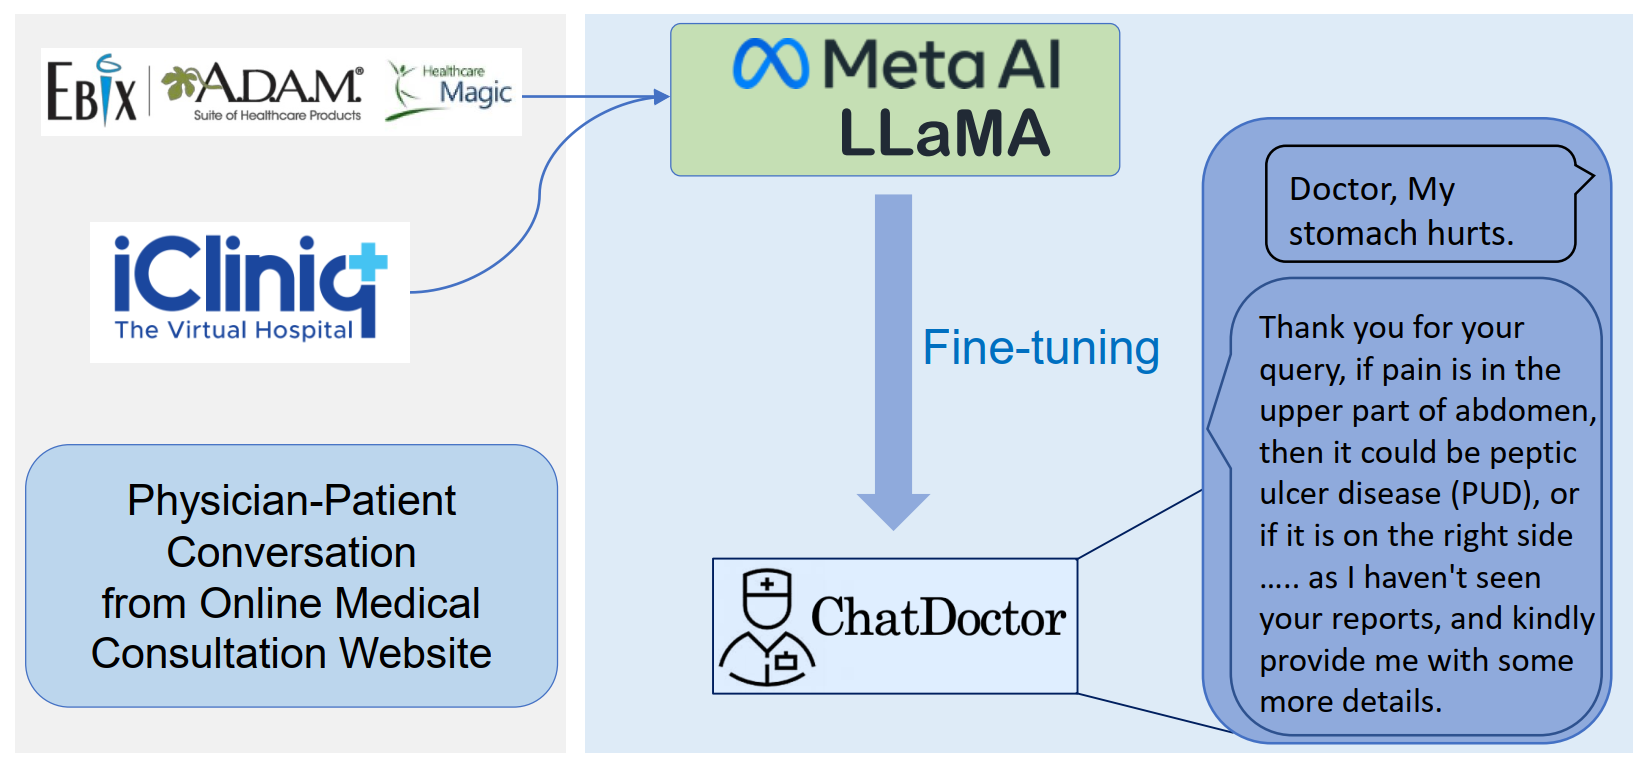 EBIX
A.D.A.M.®
Suite of Healthcare Products
Healthcare
Magic
iCliniq
The Virtual Hospital
Physician-Patient
Conversation
from Online Medical
Consultation Website
Meta AI
LLaMA
Fine-tuning
ChatDoctor
Doctor, My
stomach hurts.
Thank you for your
query, if pain is in the
upper part of abdomen,
then it could be peptic
ulcer disease (PUD), or
if it is on the right side
..... as I haven't seen
your reports, and kindly
provide me with some
more details.